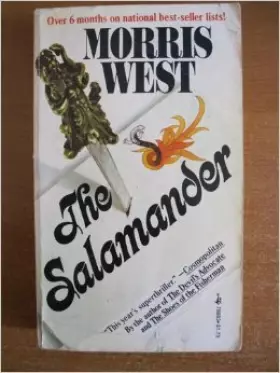 Over 6 months on national best-seller lists!
MORRIS
WEST
The
Salamander
"This year's superthriller."—Cosmopolitan
By the author of The Devil's Advocate
and The Shoes of the Fisherman